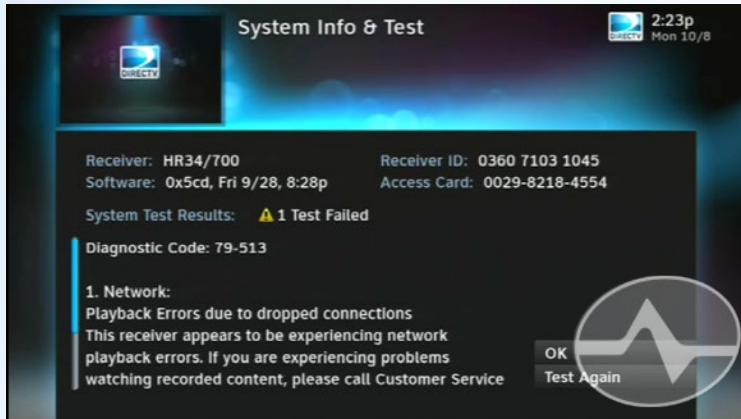 System Info & Test
DIRECTV
2:23p
Mon 10/8
DIRECTV
Receiver: HR34/700
Receiver ID: 0360 7103 1045
Software: 0x5cd, Fri 9/28, 8:28p
Access Card: 0029-8218-4554
System Test Results: 1 Test Failed
Diagnostic Code: 79-513
1. Network:
Playback Errors due to dropped connections
This receiver appears to be experiencing network
playback errors. If you are experiencing problems
watching recorded content, please call Customer Service
OK
Test Again